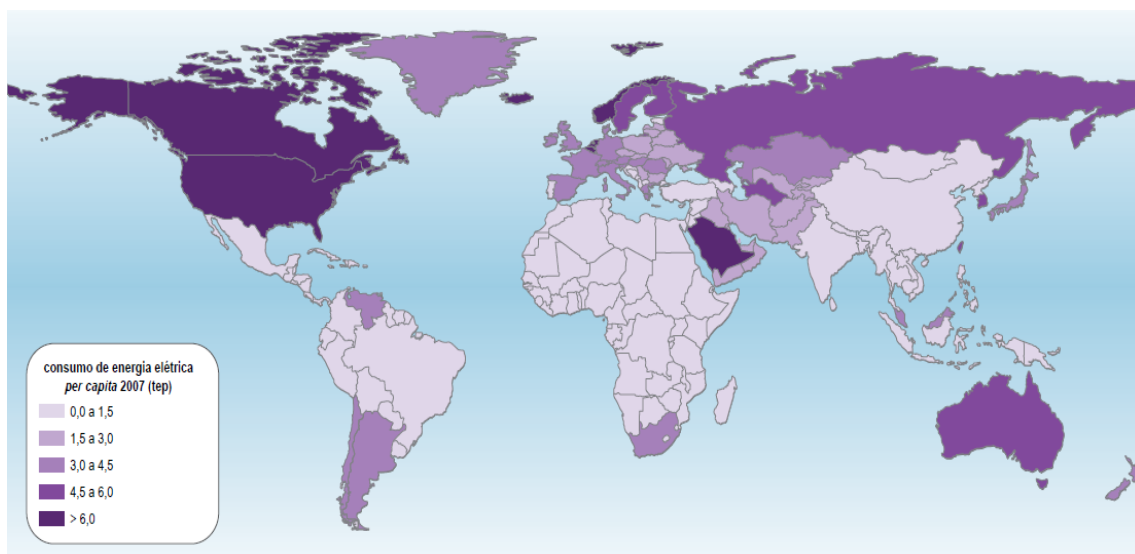 consumo de energia elétrica
per capita 2007 (tep)
0,0 a 1,5
1,5 a 3,0
3,0 a 4,5
4,5 a 6,0
> 6,0